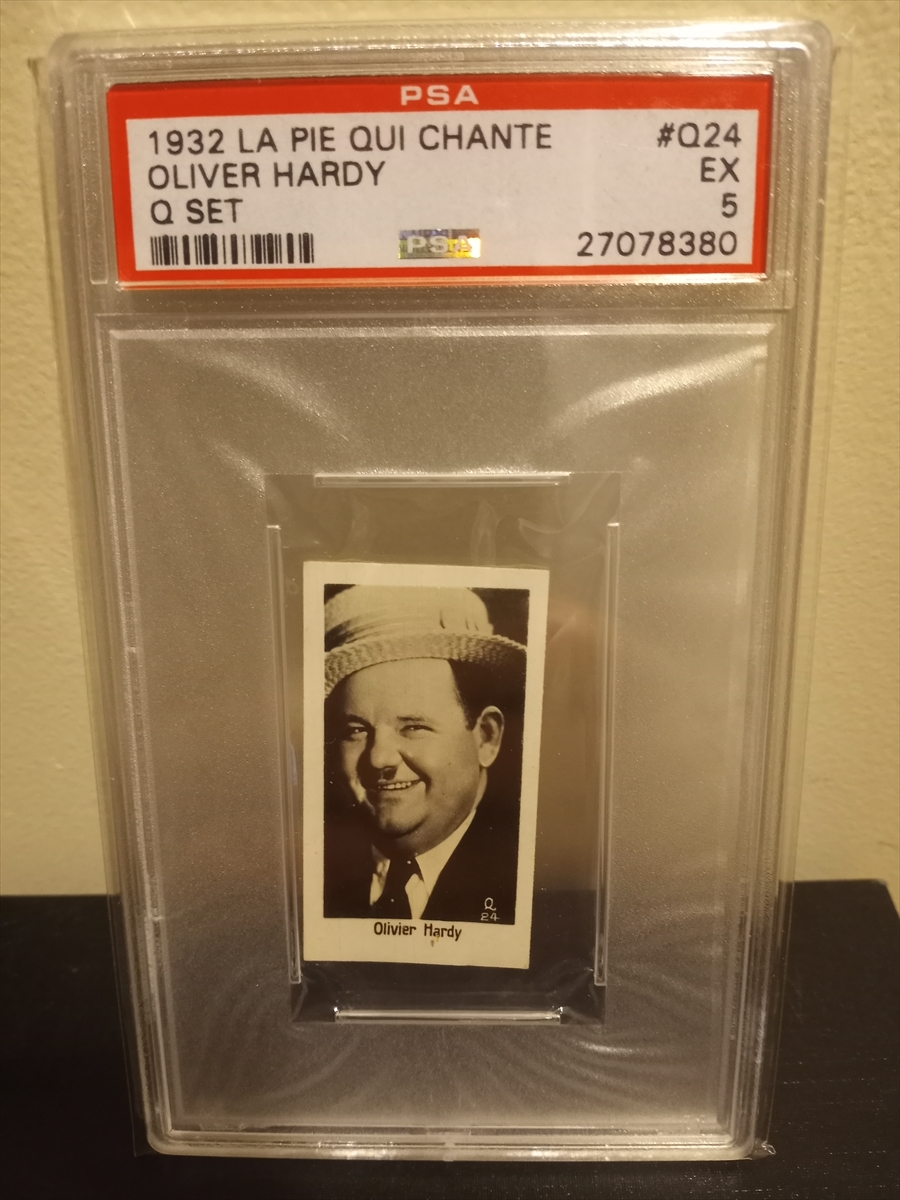 PSA
1932 LA PIE QUI CHANTE #Q24
OLIVER HARDY EX
Q SET 5
PSA 27078380
Q
24
Olivier Hardy